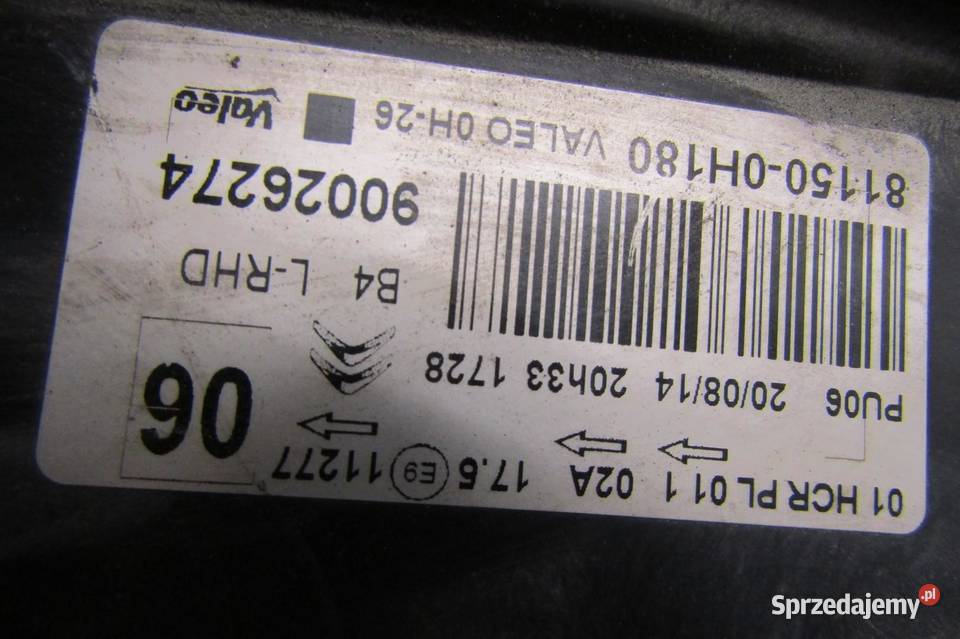 01 HCR PL 01 1 02A 17.5 E9 11277
06
PU06 20/08/14 20h33 1728
B4 L-RHD
90026274
81150-0H180 VALEO 0H-26 Valeo
Sprzedajemy.pl